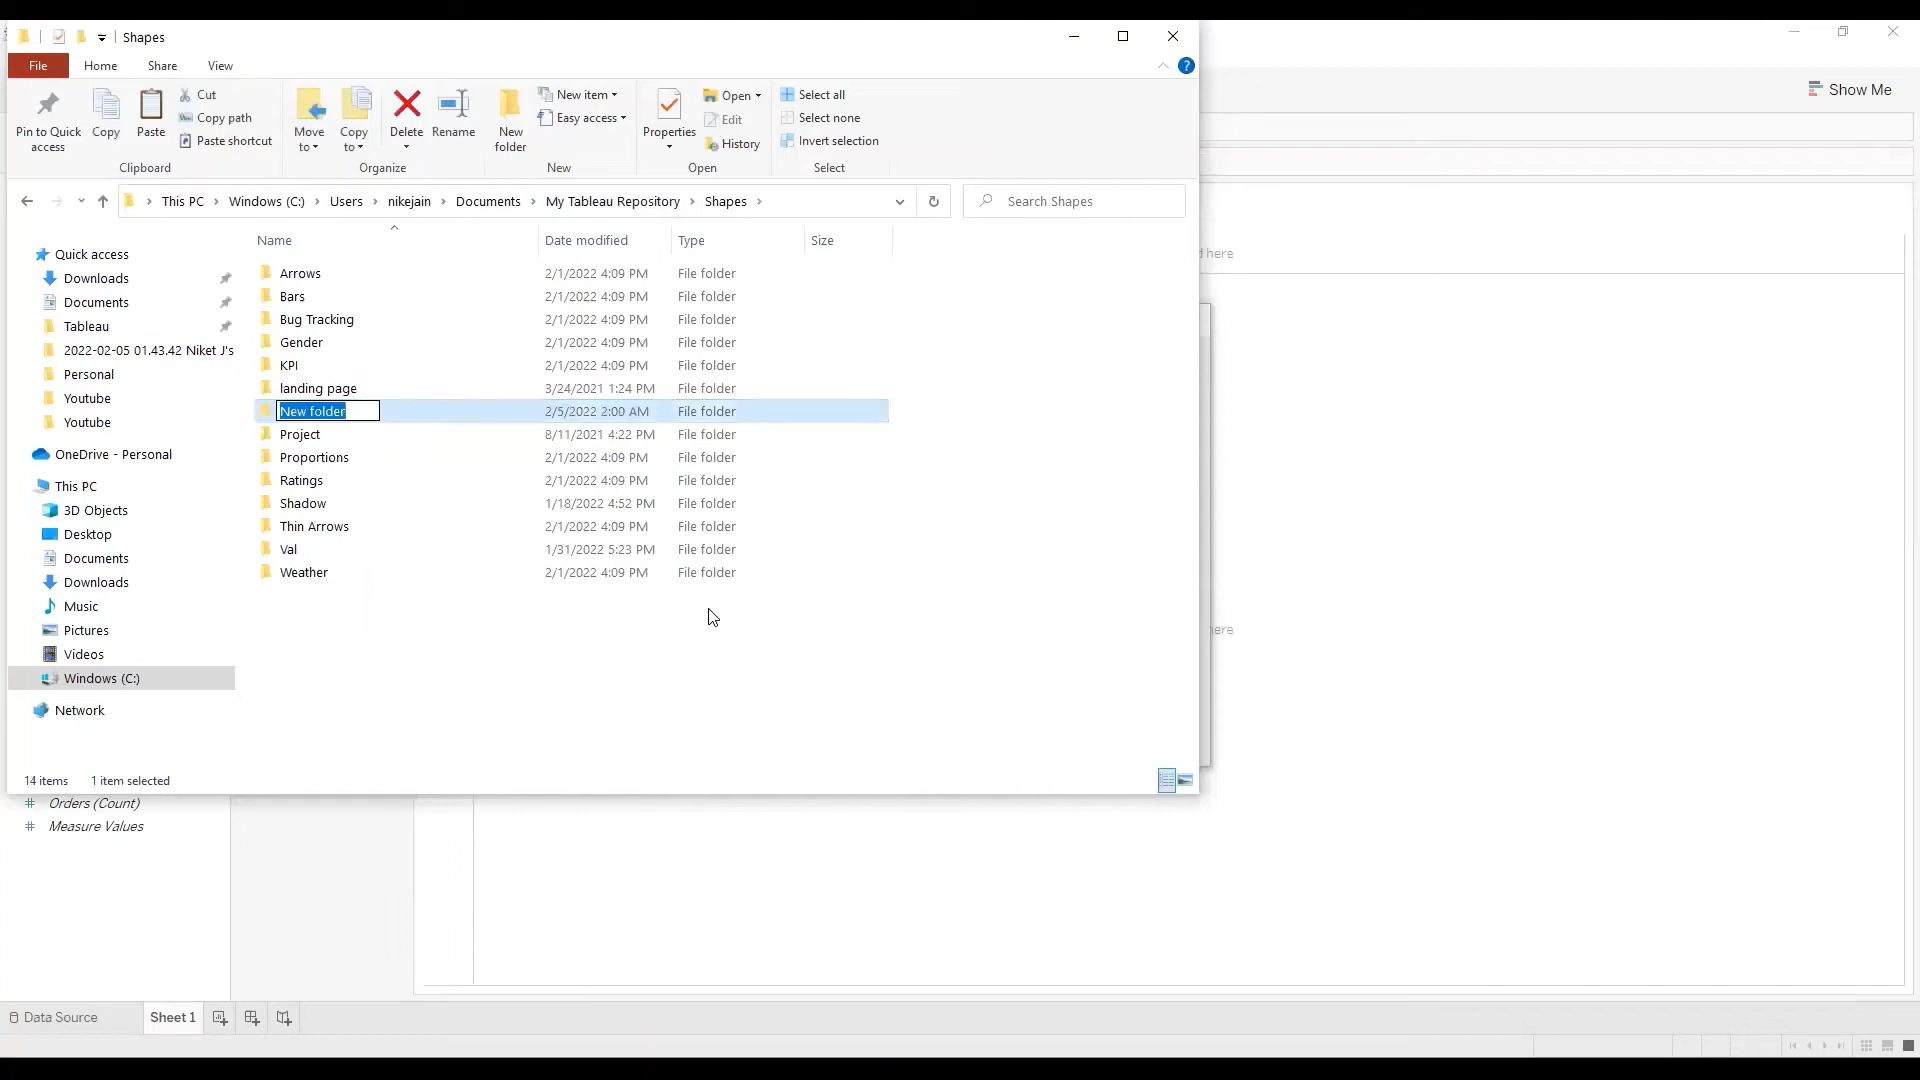 Shapes
File Home Share View
Show Me
Pin to Quick access
Copy
Paste
Cut
Copy path
Paste shortcut
Clipboard
Move to
Copy to
Delete
Rename
Organize
New folder
New item
Easy access
New
Properties
Open
Edit
History
Open
Select all
Select none
Invert selection
Select
This PC > Windows (C:) > Users > nikejain > Documents > My Tableau Repository > Shapes >
Search Shapes
Name Date modified Type Size
Arrows 2/1/2022 4:09 PM File folder
Bars 2/1/2022 4:09 PM File folder
Bug Tracking 2/1/2022 4:09 PM File folder
Gender 2/1/2022 4:09 PM File folder
KPI 2/1/2022 4:09 PM File folder
landing page 3/24/2021 1:24 PM File folder
New folder 2/5/2022 2:00 AM File folder
Project 8/11/2021 4:22 PM File folder
Proportions 2/1/2022 4:09 PM File folder
Ratings 2/1/2022 4:09 PM File folder
Shadow 1/18/2022 4:52 PM File folder
Thin Arrows 2/1/2022 4:09 PM File folder
Val 1/31/2022 5:23 PM File folder
Weather 2/1/2022 4:09 PM File folder
Quick access
Downloads
Documents
Tableau
2022-02-05 01.43.42 Niket J's
Personal
Youtube
Youtube
OneDrive - Personal
This PC
3D Objects
Desktop
Documents
Downloads
Music
Pictures
Videos
Windows (C:)
Network
14 items 1 item selected
here
here
Orders (Count)
Measure Values
Data Source Sheet 1